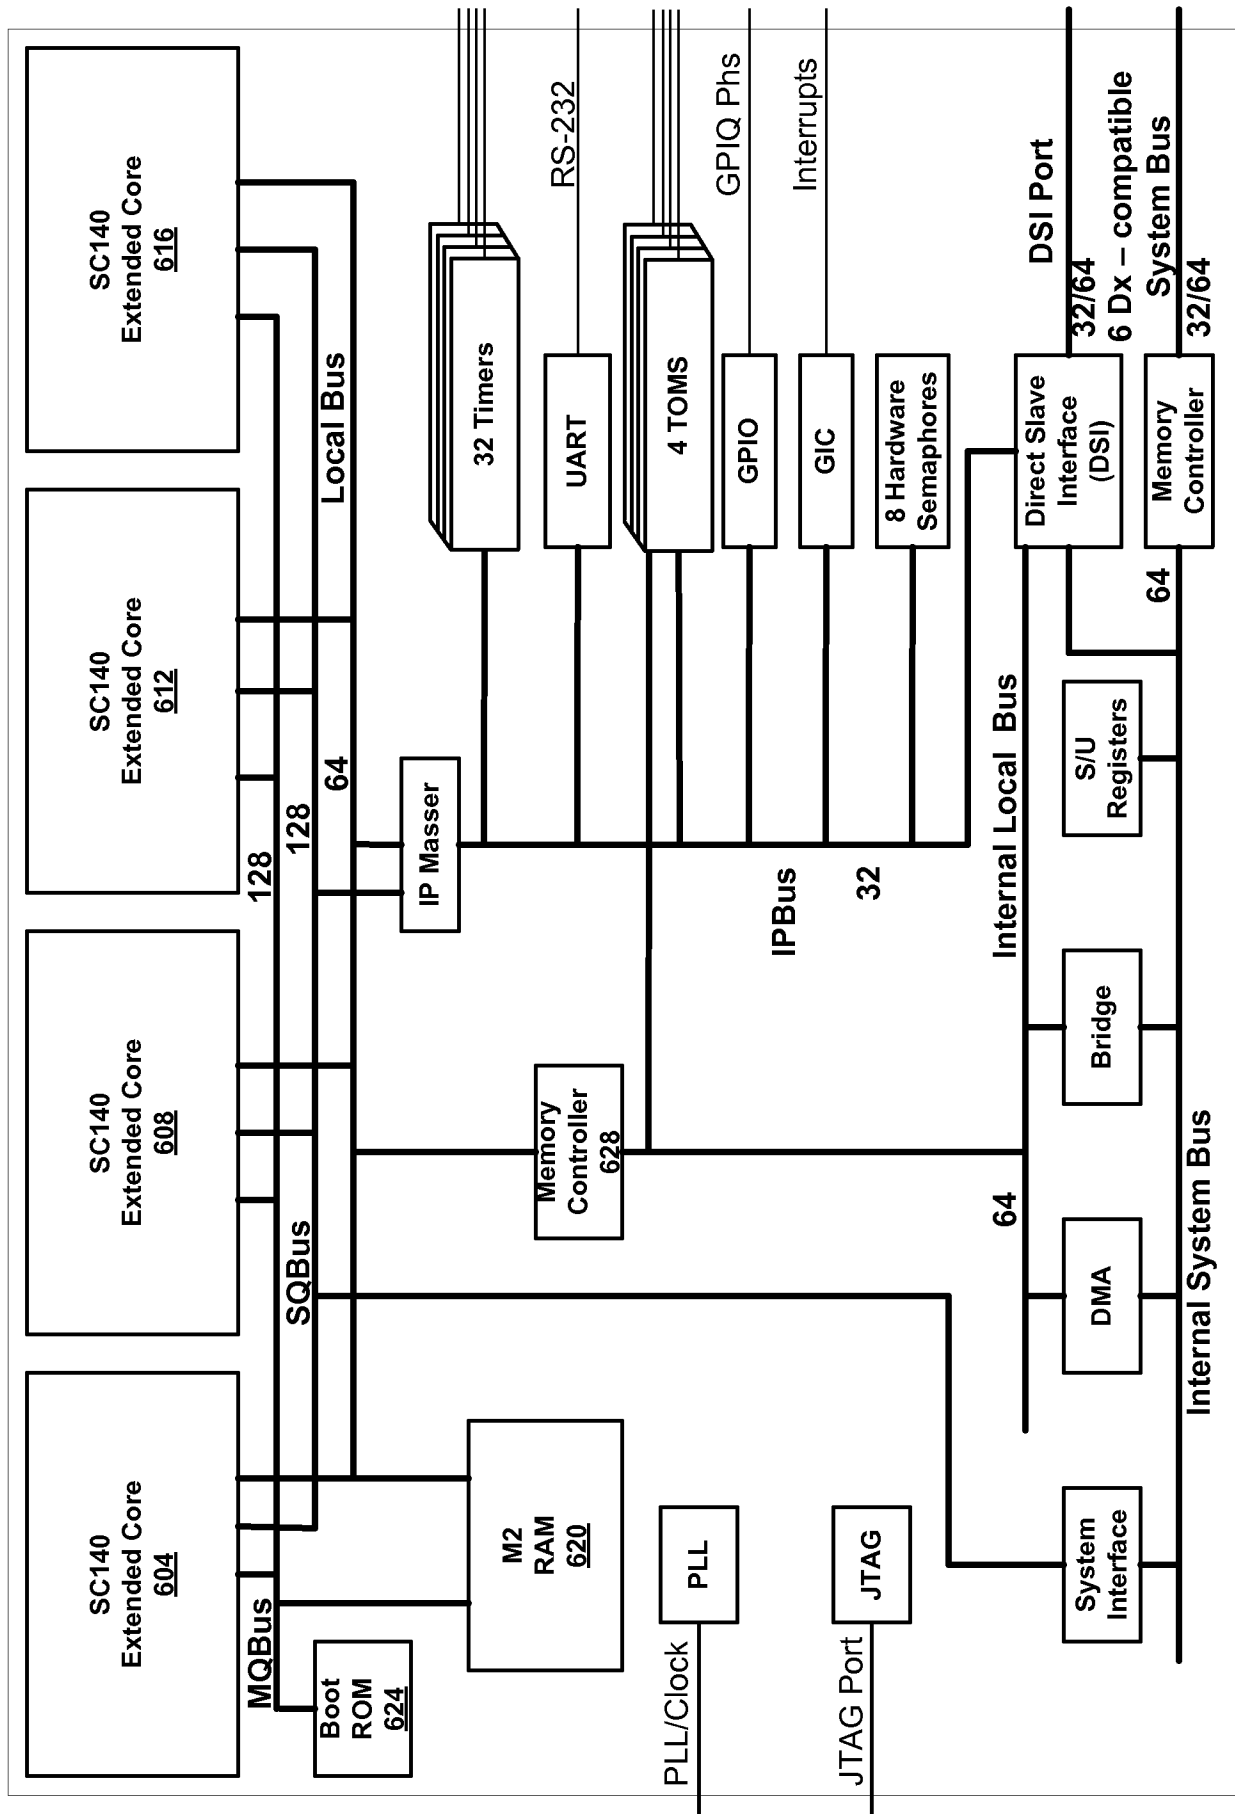 SC140
Extended Core
604
SC140
Extended Core
608
SC140
Extended Core
612
SC140
Extended Core
616
MQBus
128
SQBus
128
64
Local Bus
Boot
ROM
624
M2
RAM
620
Memory
Controller
628
IP Masser
32 Timers
UART
RS-232
4 TOMS
GPIO
GPIQ Phs
GIC
Interrupts
8 Hardware
Semaphores
IPBus
32
PLL/Clock
PLL
JTAG Port
JTAG
64
Internal Local Bus
Direct Slave
Interface
(DSI)
DSI Port
32/64
System
Interface
DMA
Bridge
S/U
Registers
Memory
Controller
6 Dx – compatible
System Bus
32/64
64
Internal System Bus